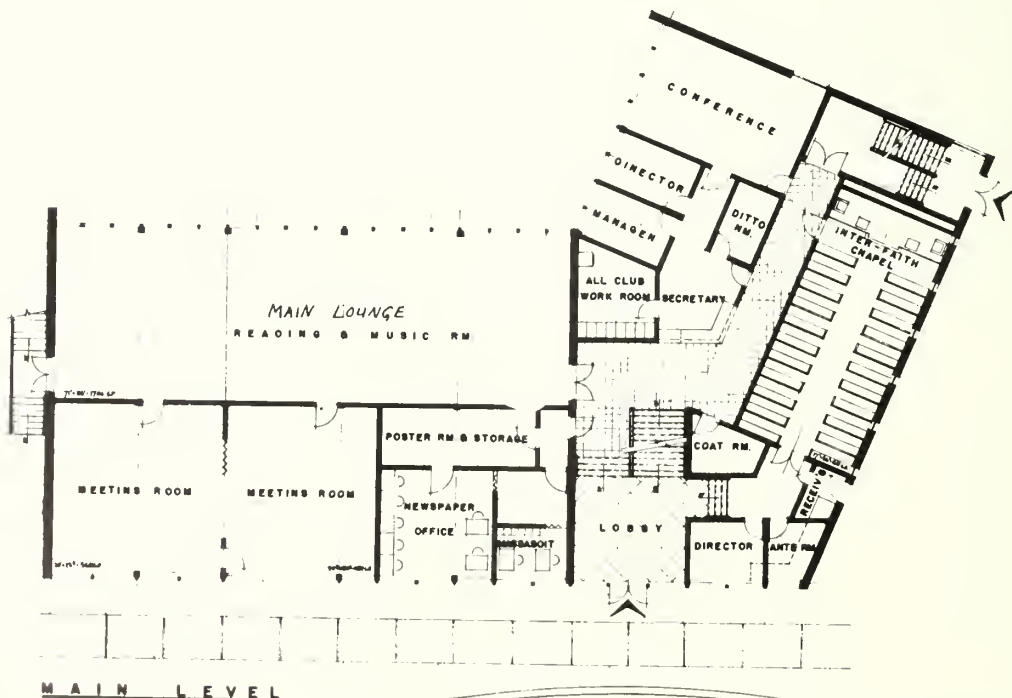 CONFERENCE
DIRECTOR
MANAGER
DITTO
RM.
INTER-FAITH
CHAPEL
ALL CLUB
WORK ROOM
SECRETARY
MAIN LOUNGE
READING & MUSIC RM.
POSTER RM. & STORAGE
COAT RM.
MEETING ROOM
MEETING ROOM
NEWSPAPER
OFFICE
LOBBY
RECEIV.
DIRECTOR
ANTE RM.
MAIN LEVEL